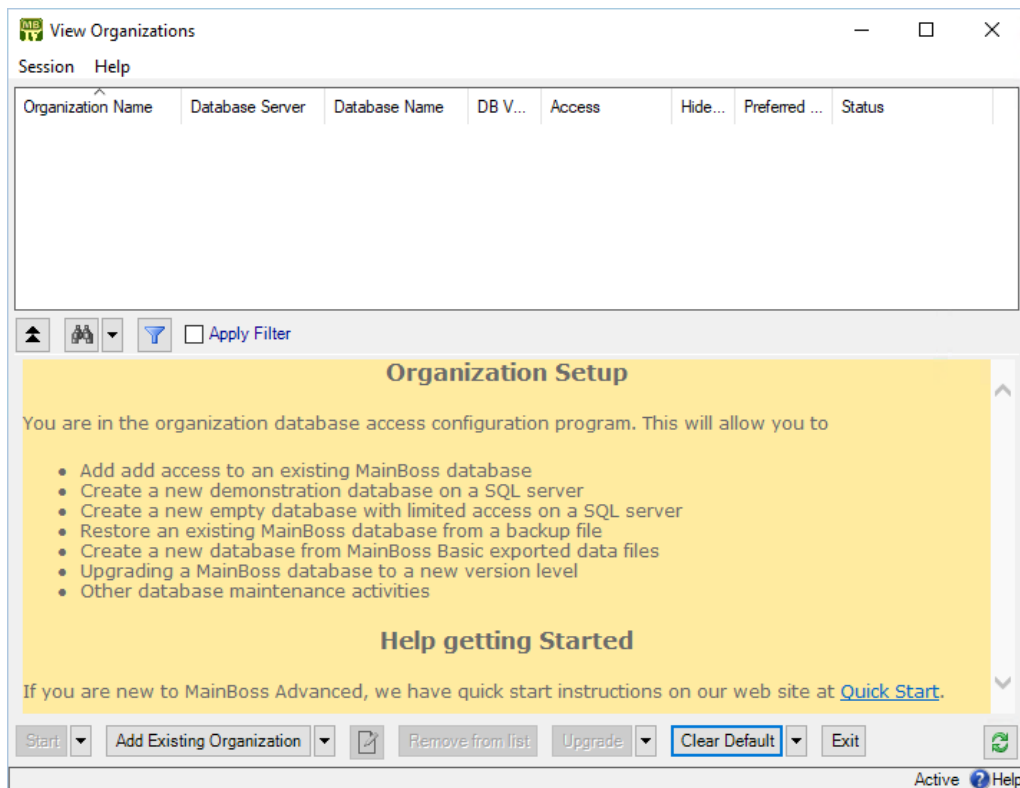 View Organizations
Session Help
Organization Name Database Server Database Name DB V... Access Hide... Preferred ... Status
Apply Filter
Organization Setup
You are in the organization database access configuration program. This will allow you to
• Add add access to an existing MainBoss database
• Create a new demonstration database on a SQL server
• Create a new empty database with limited access on a SQL server
• Restore an existing MainBoss database from a backup file
• Create a new database from MainBoss Basic exported data files
• Upgrading a MainBoss database to a new version level
• Other database maintenance activities
Help getting Started
If you are new to MainBoss Advanced, we have quick start instructions on our web site at Quick Start.
Start Add Existing Organization Remove from list Upgrade Clear Default Exit
Active Help